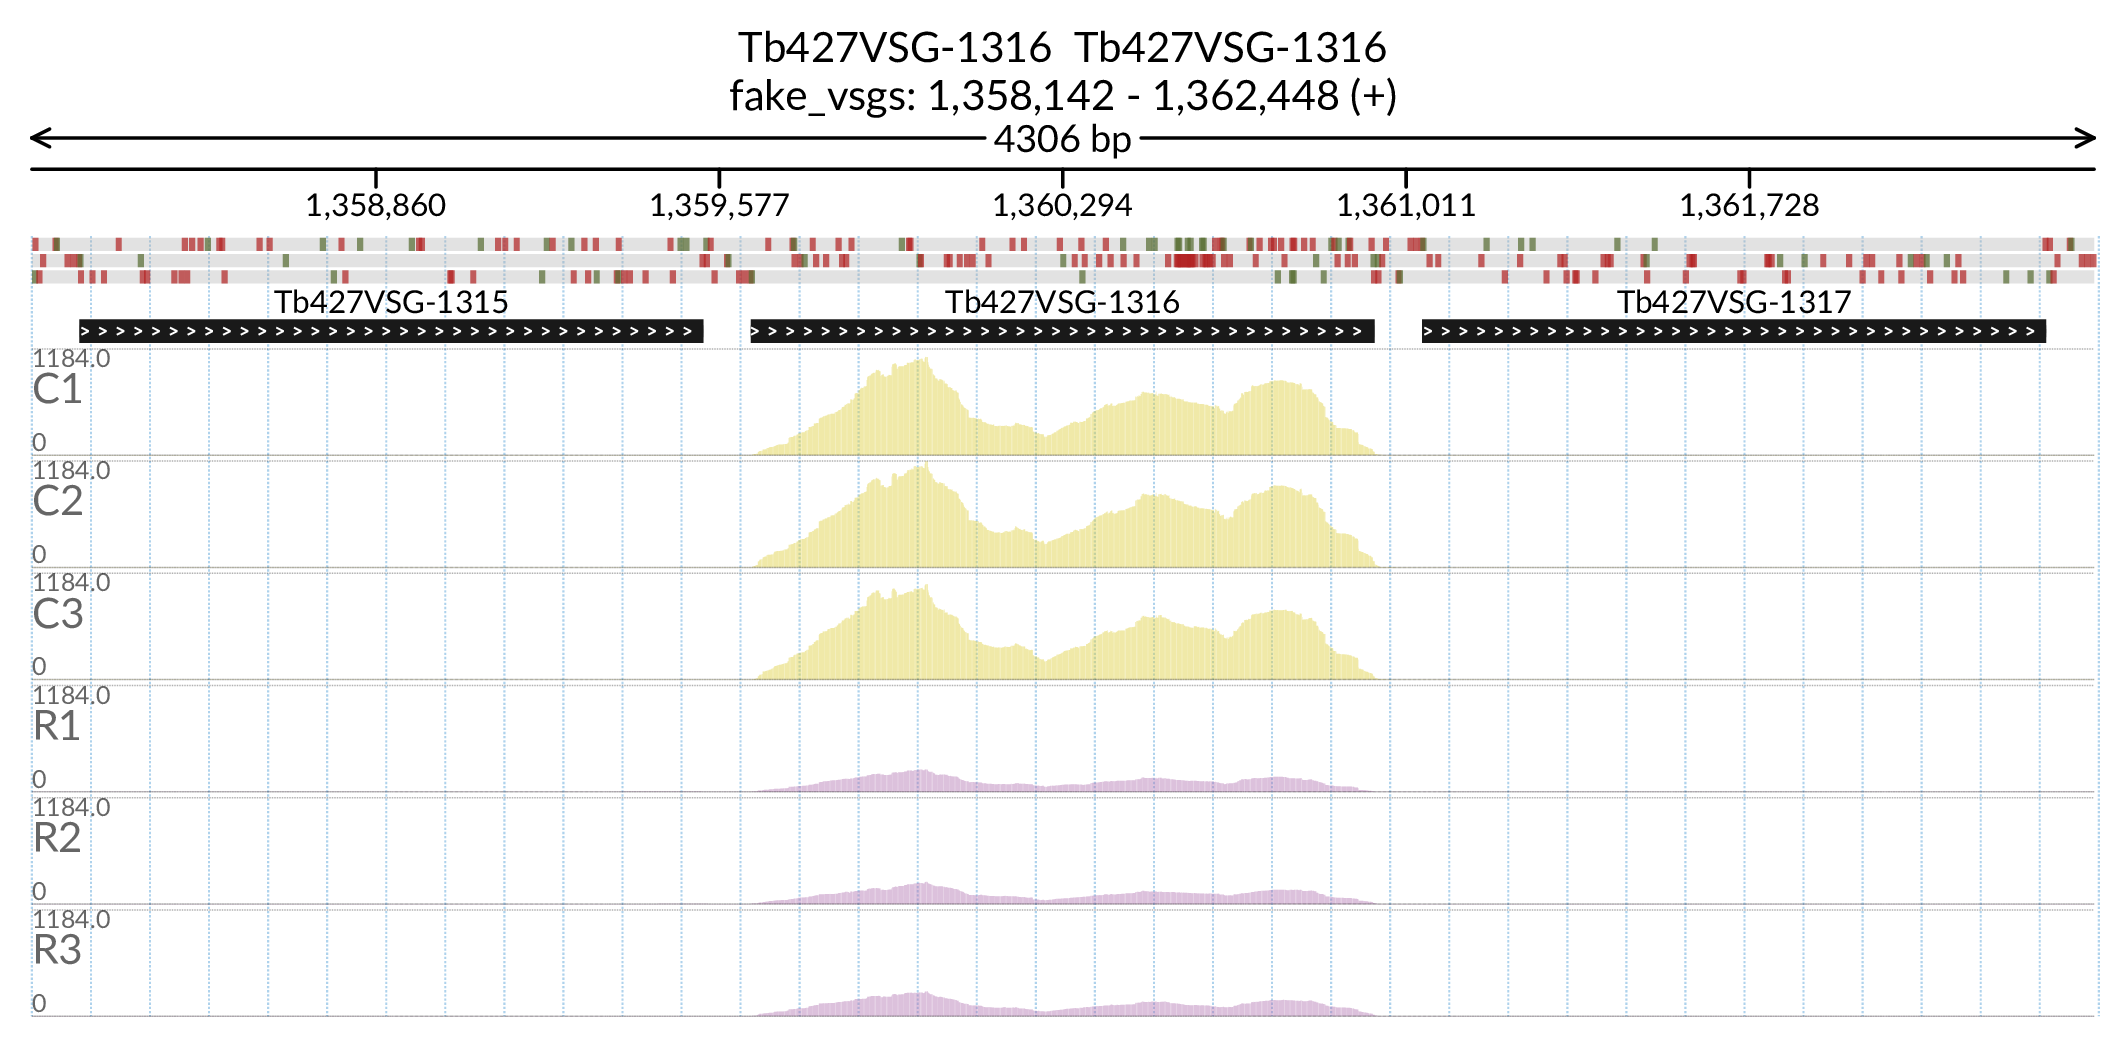 Tb427VSG-1316 Tb427VSG-1316
fake_vsgs: 1,358,142 - 1,362,448 (+)
4306 bp
1,358,860 1,359,577 1,360,294 1,361,011 1,361,728
Tb427VSG-1315 Tb427VSG-1316 Tb427VSG-1317
1184.0
C1
0
1184.0
C2
0
1184.0
C3
0
1184.0
R1
0
1184.0
R2
0
1184.0
R3
0